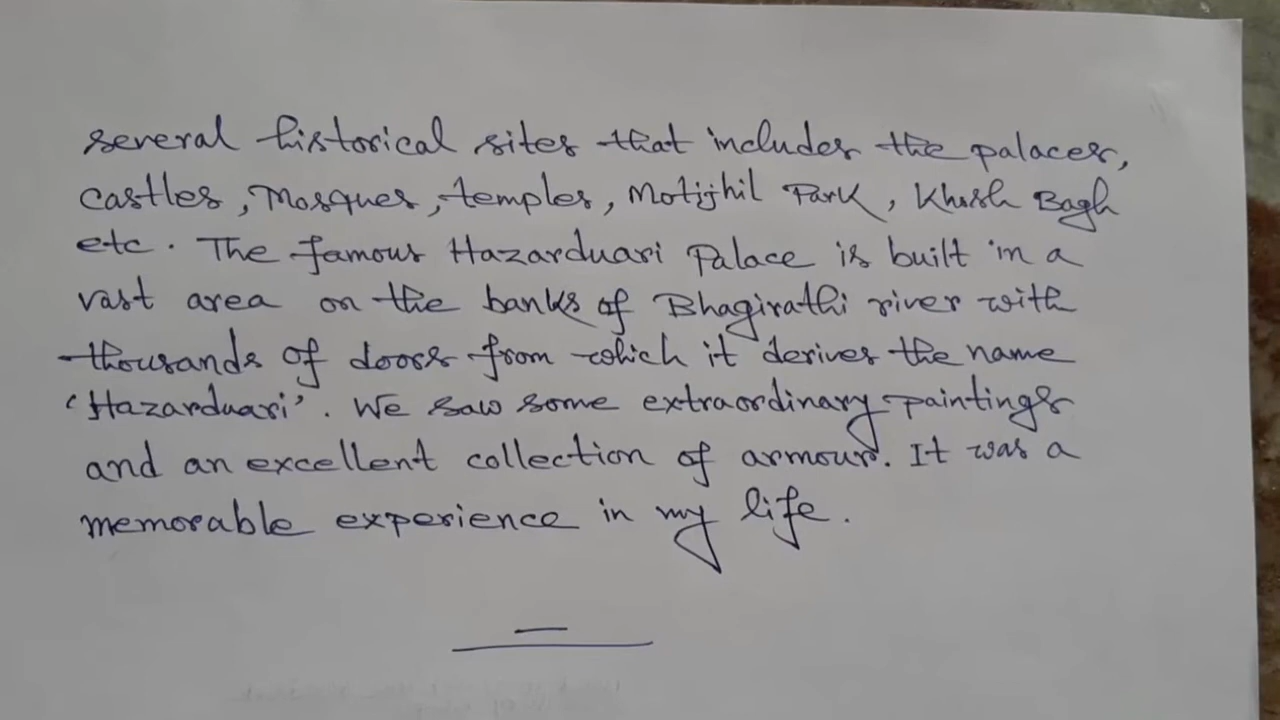 several historical sites that includes the palaces,
castles, Mosques, temples, Motijhil Park, Khosh Bagh
etc. The famous Hazarduari Palace is built in a
vast area on the banks of Bhagirathi river with
thousands of doors from which it derives the name
'Hazarduari'. We saw some extraordinary paintings
and an excellent collection of armour. It was a
memorable experience in my life.